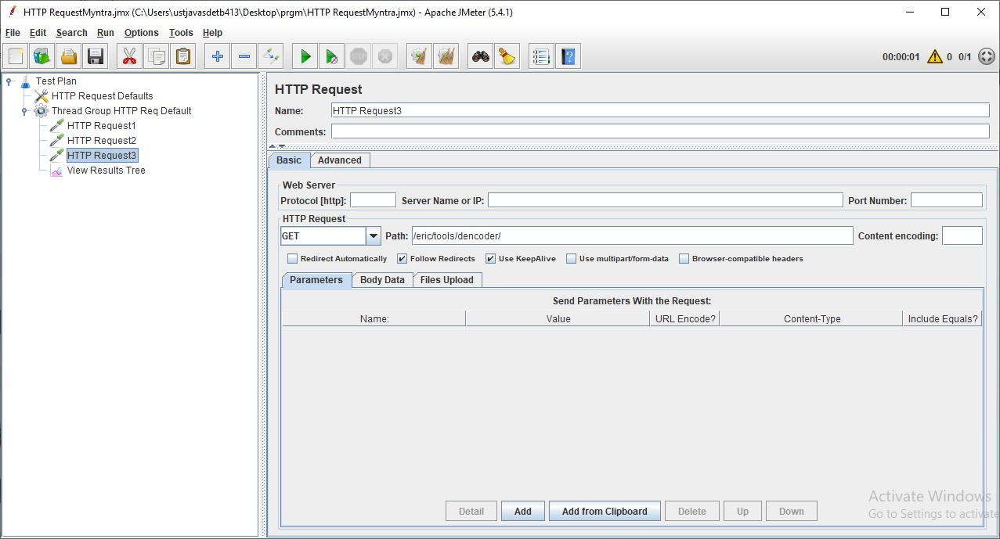 HTTP RequestMyntra.jmx (C:\Users\ustjavasdetb413\Desktop\prgm\HTTP RequestMyntra.jmx) - Apache JMeter (5.4.1)
File Edit Search Run Options Tools Help
STOP 00:00:01 0 0/1
Test Plan
HTTP Request Defaults
Thread Group HTTP Req Default
HTTP Request1
HTTP Request2
HTTP Request3
View Results Tree
HTTP Request
Name: HTTP Request3
Comments:
Basic Advanced
Web Server
Protocol [http]: Server Name or IP: Port Number:
HTTP Request
GET Path: /eric/tools/dencoder/ Content encoding:
Redirect Automatically Follow Redirects Use KeepAlive Use multipart/form-data Browser-compatible headers
Parameters Body Data Files Upload
Send Parameters With the Request:
Name: Value URL Encode? Content-Type Include Equals?
Detail Add Add from Clipboard Delete Up Down
Activate Windows
Go to Settings to activate